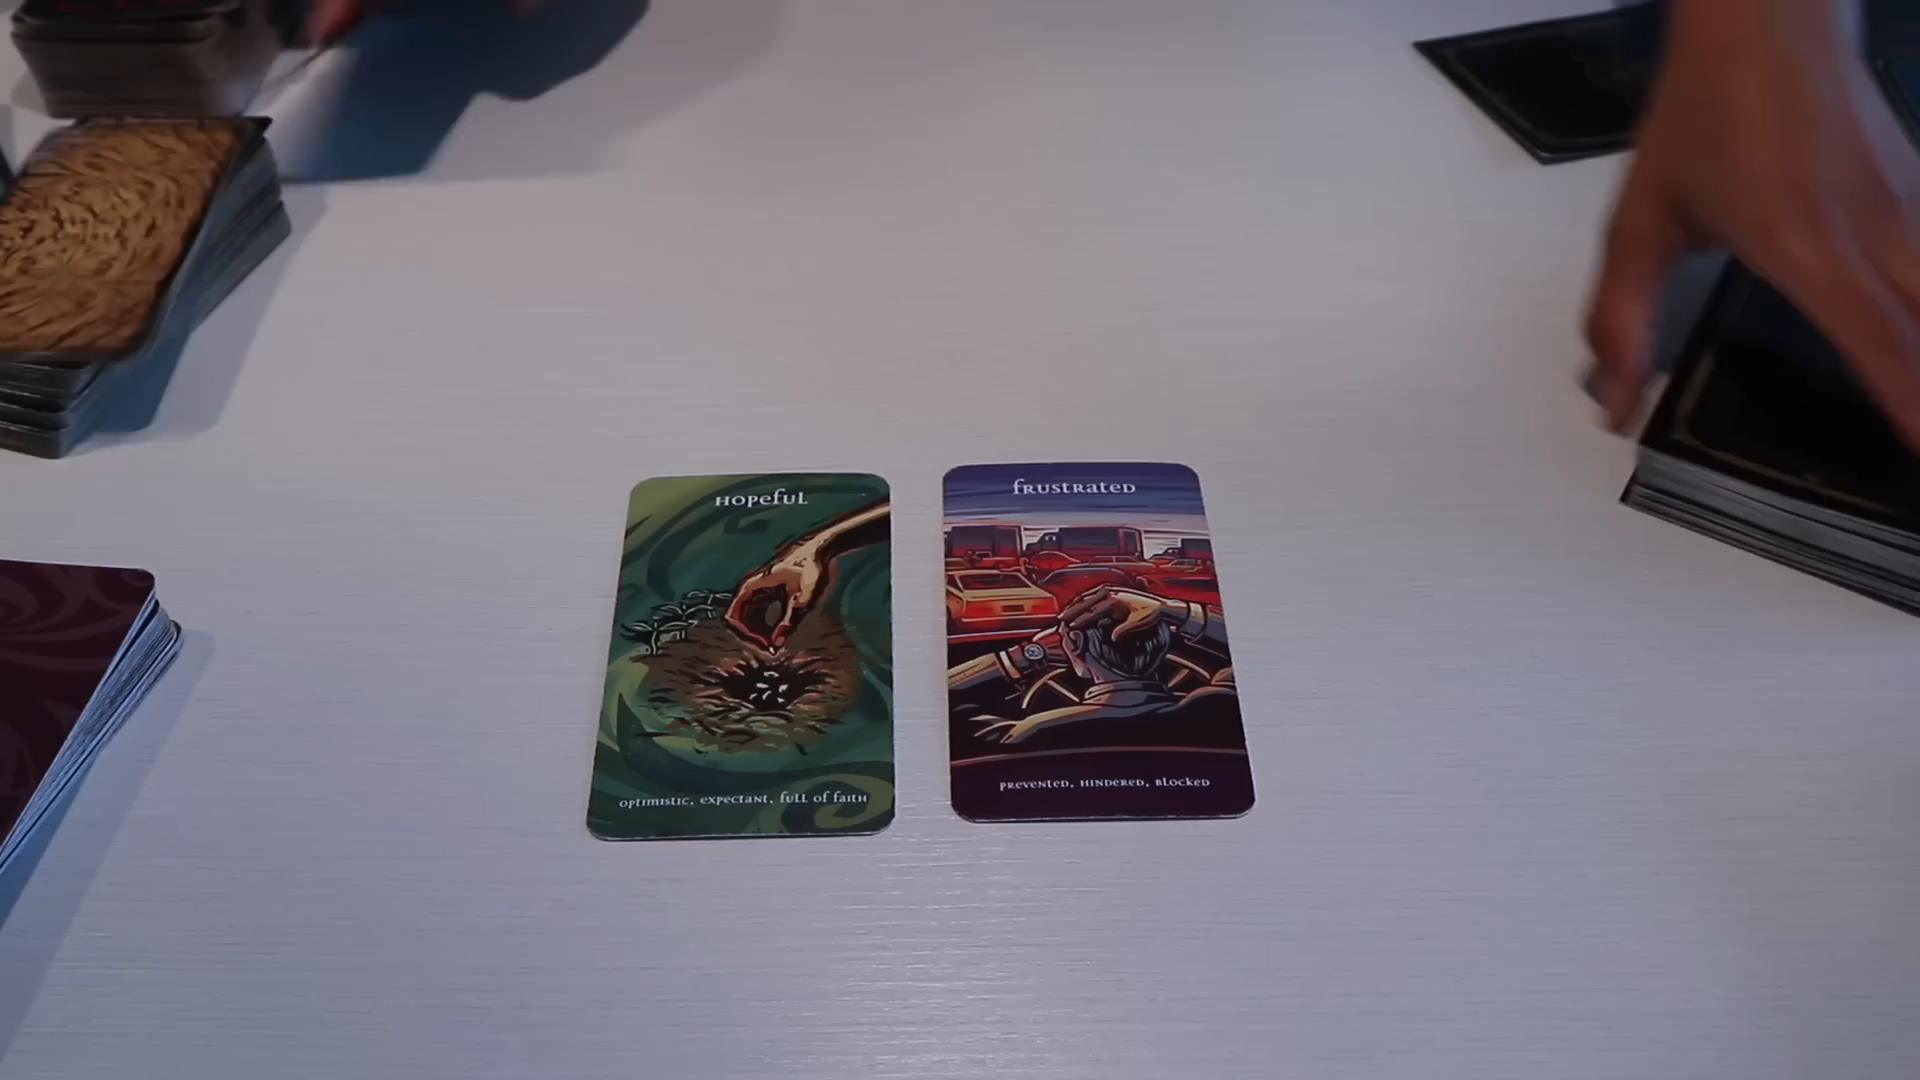 Hopeful
optimistic, expectant, full of faith
frustrated
prevented, hindered, blocked